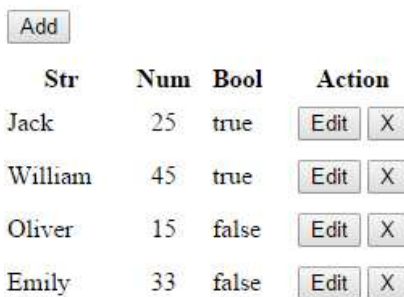 Add
Str Num Bool Action
Jack 25 true Edit X
William 45 true Edit X
Oliver 15 false Edit X
Emily 33 false Edit X